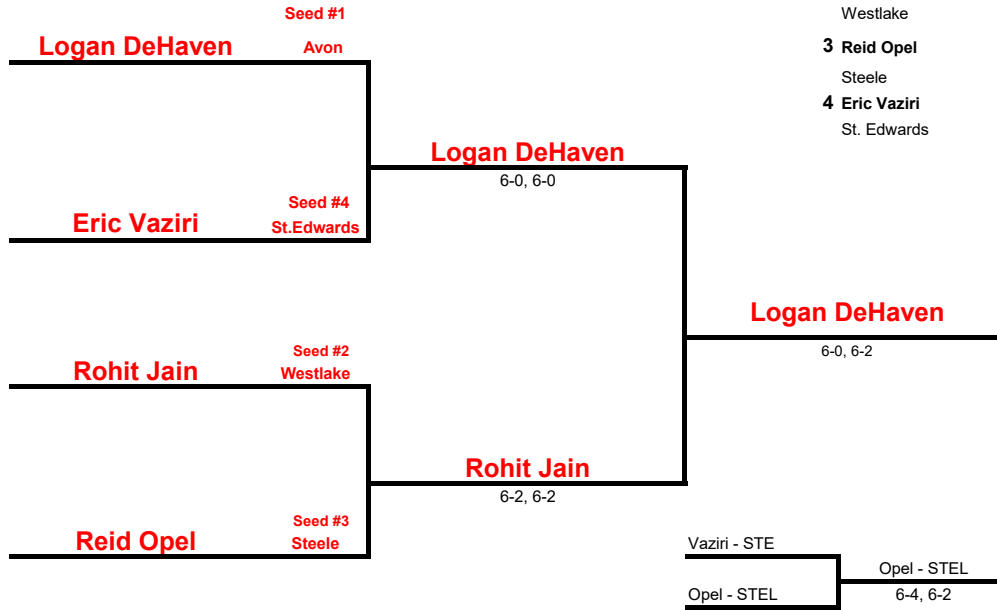 Seed #1
Logan DeHaven
Avon
Eric Vaziri
Seed #4
St.Edwards
Logan DeHaven
6-0, 6-0
Rohit Jain
Seed #2
Westlake
Reid Opel
Seed #3
Steele
Rohit Jain
6-2, 6-2
Logan DeHaven
6-0, 6-2
Westlake
3 Reid Opel
Steele
4 Eric Vaziri
St. Edwards
Vaziri - STE
Opel - STEL
Opel - STEL
6-4, 6-2